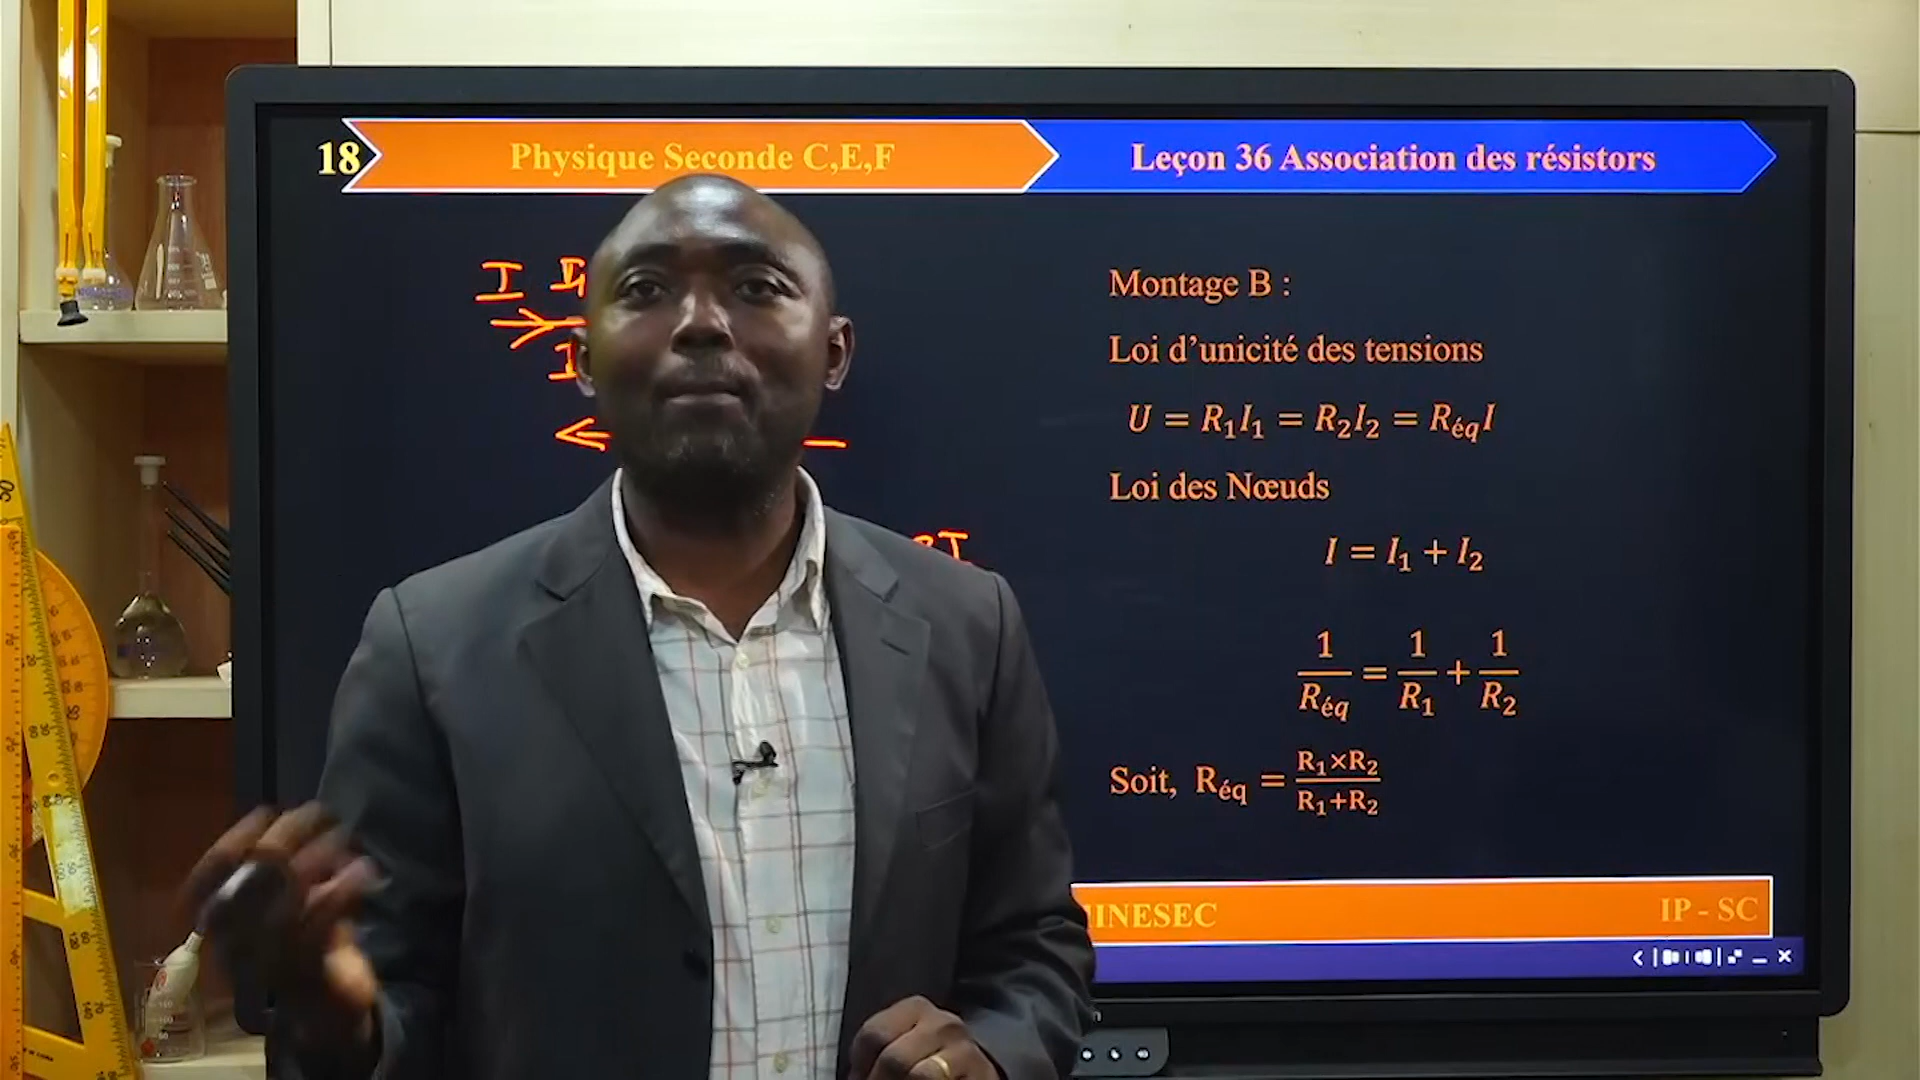 18 Physique Seconde C,E,F Leçon 36 Association des résistors
I I₁
I
Montage B :
Loi d’unicité des tensions
U = R₁I₁ = R₂I₂ = RéqI
Loi des Nœuds
I = I₁ + I₂
1/Réq = 1/R₁ + 1/R₂
Soit, Réq = R₁×R₂/R₁+R₂
INESEC IP - SC